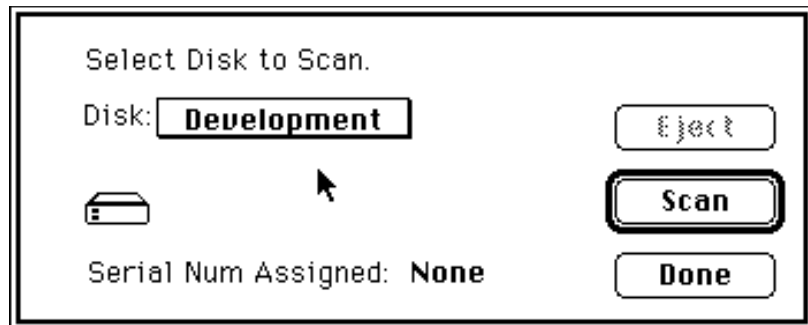 Select Disk to Scan.
Disk: Development
Eject
Scan
Serial Num Assigned: None
Done